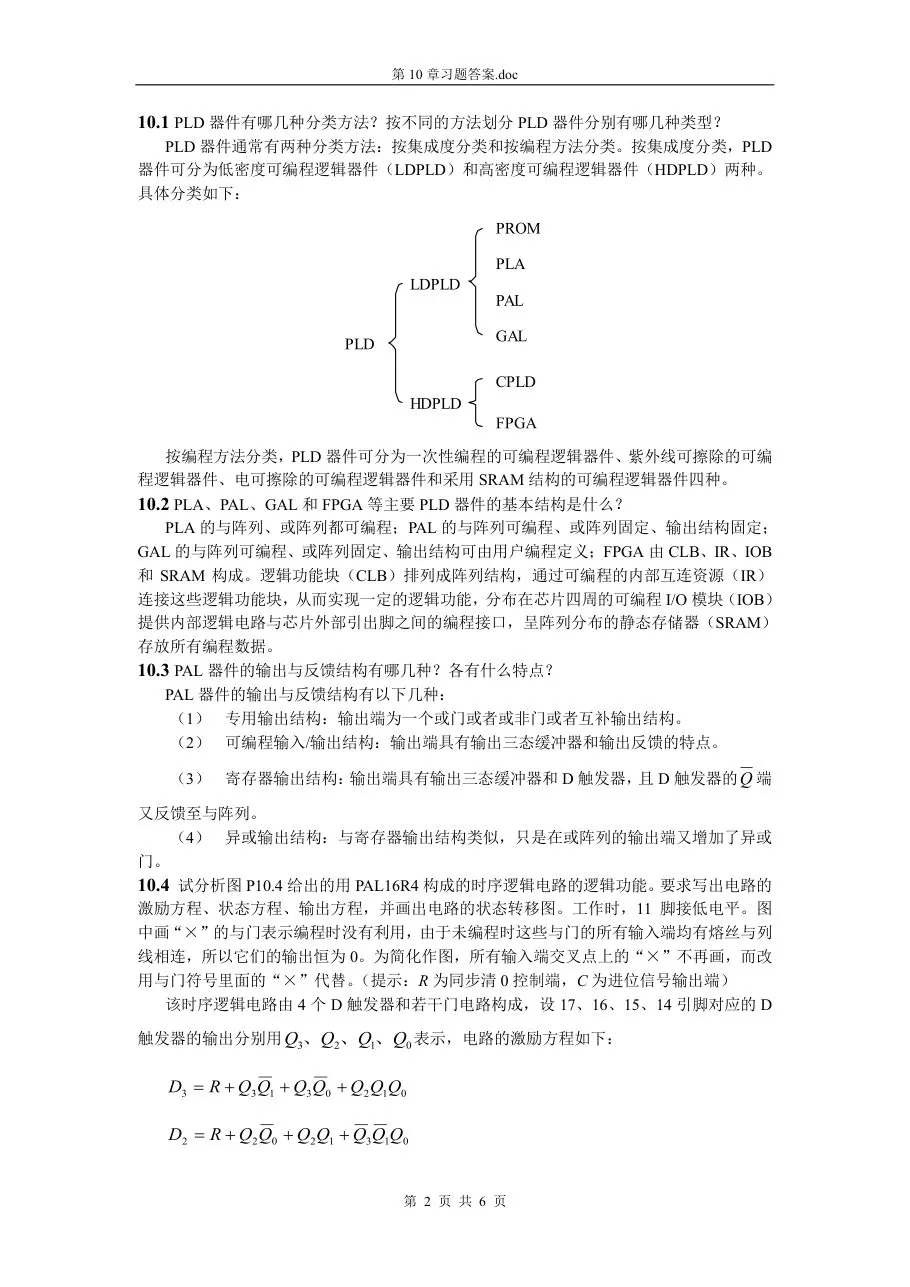 第 10 章习题答案.doc
10.1 PLD 器件有哪几种分类方法？按不同的方法划分 PLD 器件分别有哪几种类型？
PLD 器件通常有两种分类方法：按集成度分类和按编程方法分类。按集成度分类，PLD
器件可分为低密度可编程逻辑器件（LDPLD）和高密度可编程逻辑器件（HDPLD）两种。
具体分类如下：
PROM
PLA
LDPLD
PAL
GAL
PLD
CPLD
HDPLD
FPGA
按编程方法分类，PLD 器件可分为一次性编程的可编程逻辑器件、紫外线可擦除的可编
程逻辑器件、电可擦除的可编程逻辑器件和采用 SRAM 结构的可编程逻辑器件四种。
10.2 PLA、PAL、GAL 和 FPGA 等主要 PLD 器件的基本结构是什么？
PLA 的与阵列、或阵列都可编程；PAL 的与阵列可编程、或阵列固定、输出结构固定；
GAL 的与阵列可编程、或阵列固定、输出结构可由用户编程定义；FPGA 由 CLB、IR、IOB
和 SRAM 构成。逻辑功能块（CLB）排列成阵列结构，通过可编程的内部互连资源（IR）
连接这些逻辑功能块，从而实现一定的逻辑功能，分布在芯片四周的可编程 I/O 模块（IOB）
提供内部逻辑电路与芯片外部引出脚之间的编程接口，呈阵列分布的静态存储器（SRAM）
存放所有编程数据。
10.3 PAL 器件的输出与反馈结构有哪几种？各有什么特点？
PAL 器件的输出与反馈结构有以下几种：
（1） 专用输出结构：输出端为一个或门或者或非门或者互补输出结构。
（2） 可编程输入/输出结构：输出端具有输出三态缓冲器和输出反馈的特点。
（3） 寄存器输出结构：输出端具有输出三态缓冲器和 D 触发器，且 D 触发器的 Q̅ 端
又反馈至与阵列。
（4） 异或输出结构：与寄存器输出结构类似，只是在或阵列的输出端又增加了异或
门。
10.4 试分析图 P10.4 给出的用 PAL16R4 构成的时序逻辑电路的逻辑功能。要求写出电路的
激励方程、状态方程、输出方程，并画出电路的状态转移图。工作时，11 脚接低电平。图
中画“×”的与门表示编程时没有利用，由于未编程时这些与门的所有输入端均有熔丝与列
线相连，所以它们的输出恒为 0。为简化作图，所有输入端交叉点上的“×”不再画，而改
用与门符号里面的“×”代替。（提示：R 为同步清 0 控制端，C 为进位信号输出端）
该时序逻辑电路由 4 个 D 触发器和若干门电路构成，设 17、16、15、14 引脚对应的 D
触发器的输出分别用 Q₃、Q₂、Q₁、Q₀ 表示，电路的激励方程如下：
D₃ = R + Q₃Q̅₁ + Q₃Q̅₀ + Q₂Q₁Q₀
D₂ = R + Q₂Q̅₀ + Q₂Q₁ + Q̅₃Q̅₁Q₀
第 2 页 共 6 页